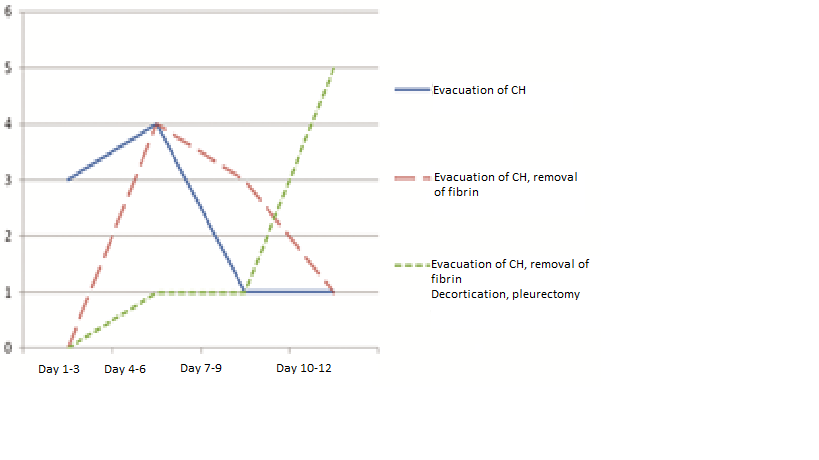 6
5
4
3
2
1
0
Day 1-3 Day 4-6 Day 7-9 Day 10-12
Evacuation of CH
Evacuation of CH, removal
of fibrin
Evacuation of CH, removal of
fibrin
Decortication, pleurectomy